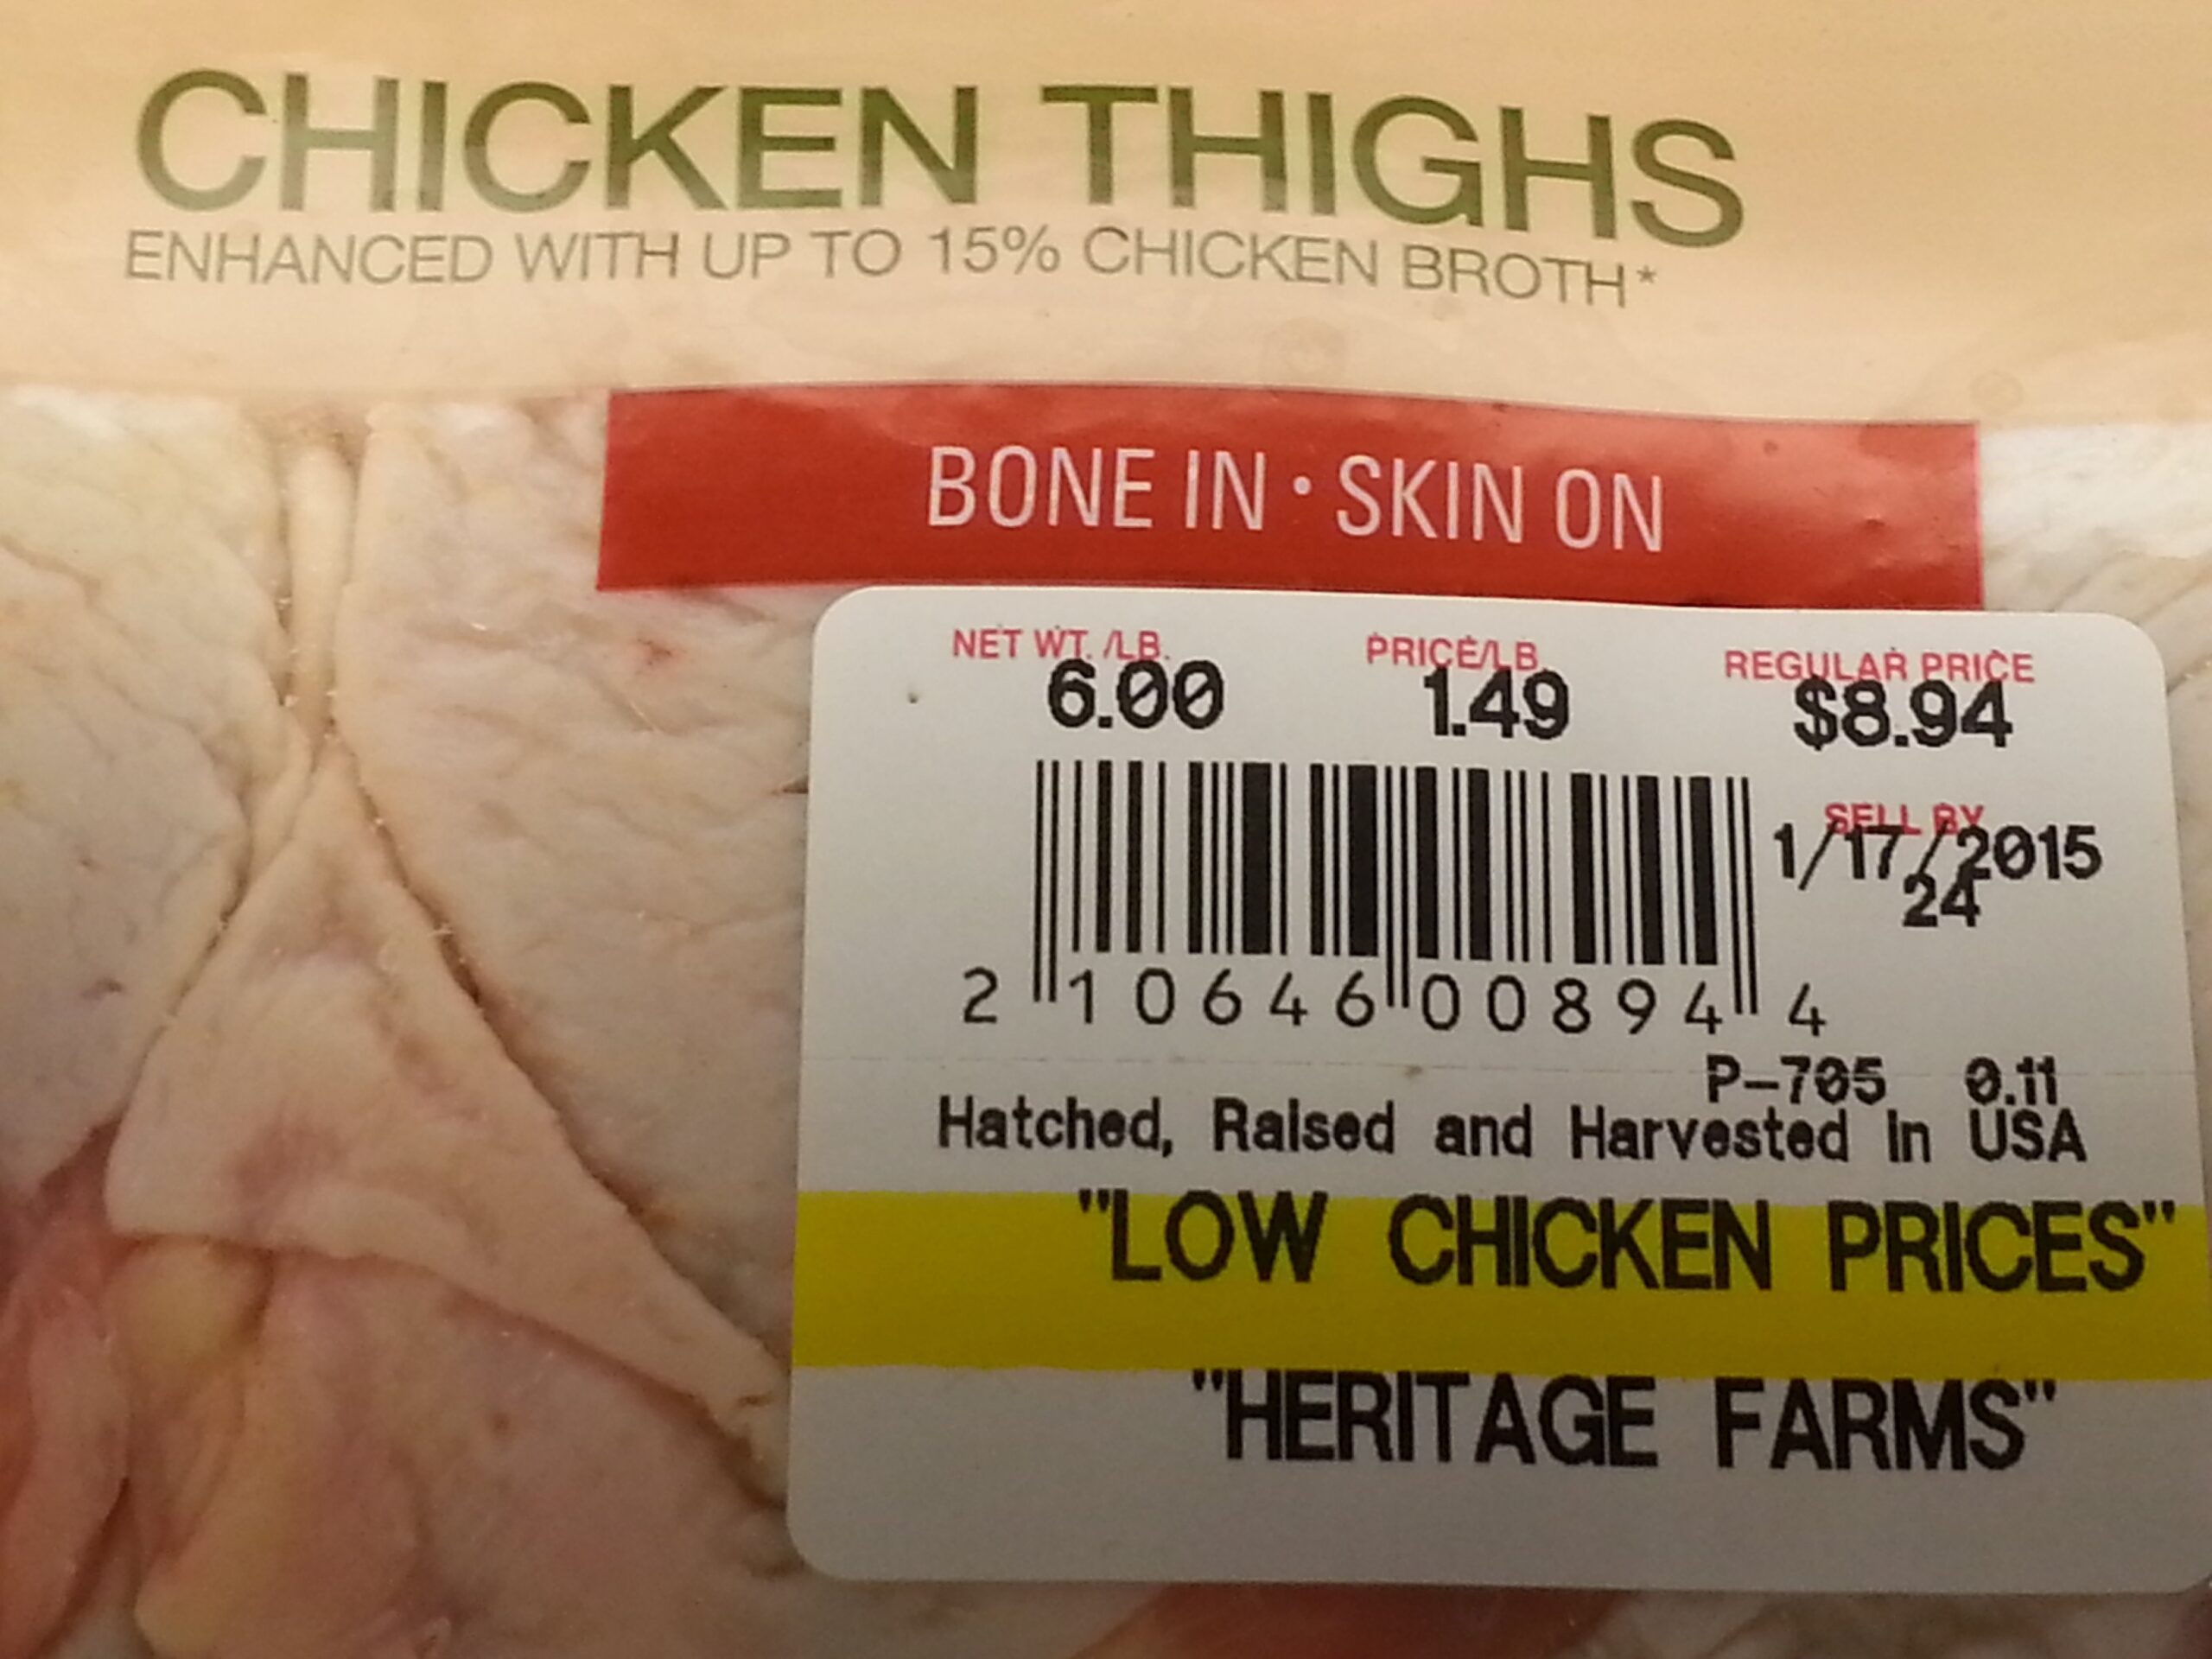 CHICKEN THIGHS
ENHANCED WITH UP TO 15% CHICKEN BROTH*
BONE IN • SKIN ON
NET WT. /LB. PRICE/LB. REGULAR PRICE
6.00 1.49 $8.94
SELL BY
1/17/2015
24
2 10646 00894 4
P-705 0.11
Hatched, Raised and Harvested in USA
"LOW CHICKEN PRICES"
"HERITAGE FARMS"